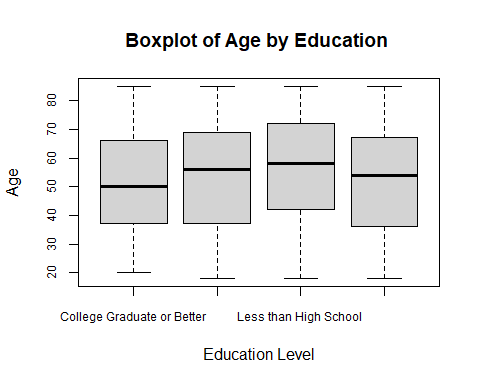 Boxplot of Age by Education
Age
80
70
60
50
40
30
20
College Graduate or Better
Less than High School
Education Level